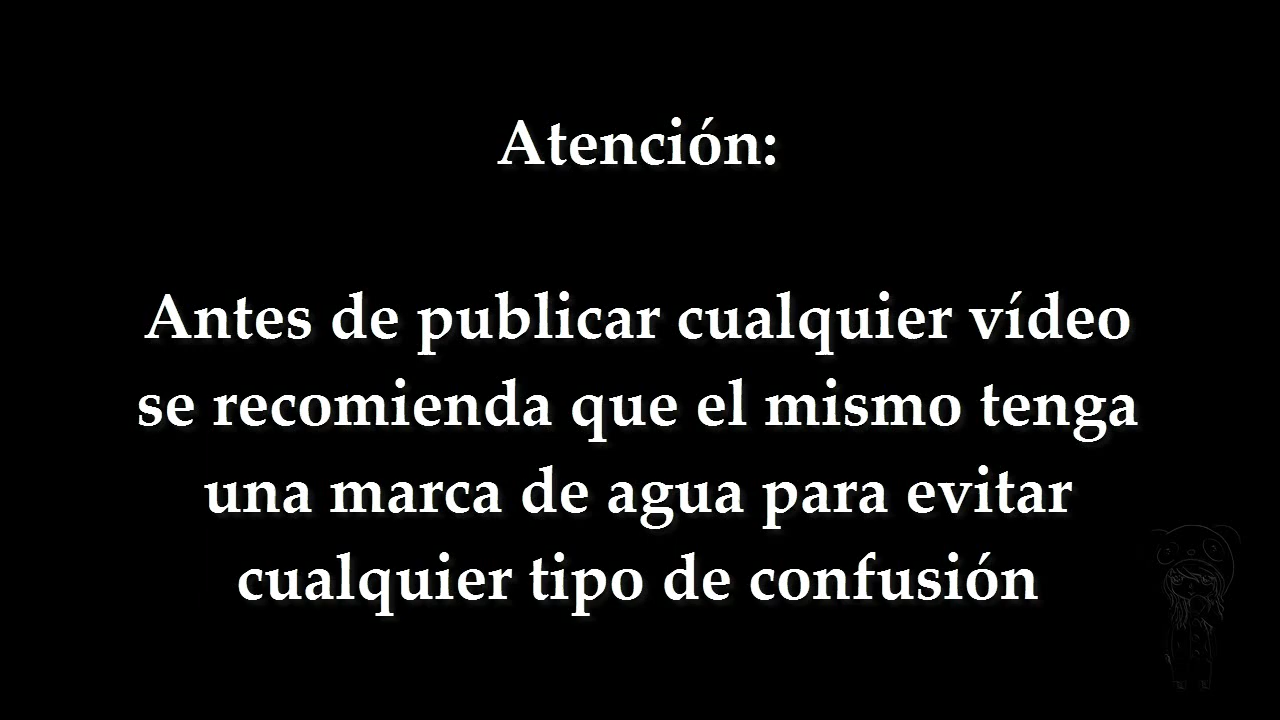 Atención:
Antes de publicar cualquier vídeo
se recomienda que el mismo tenga
una marca de agua para evitar
cualquier tipo de confusión